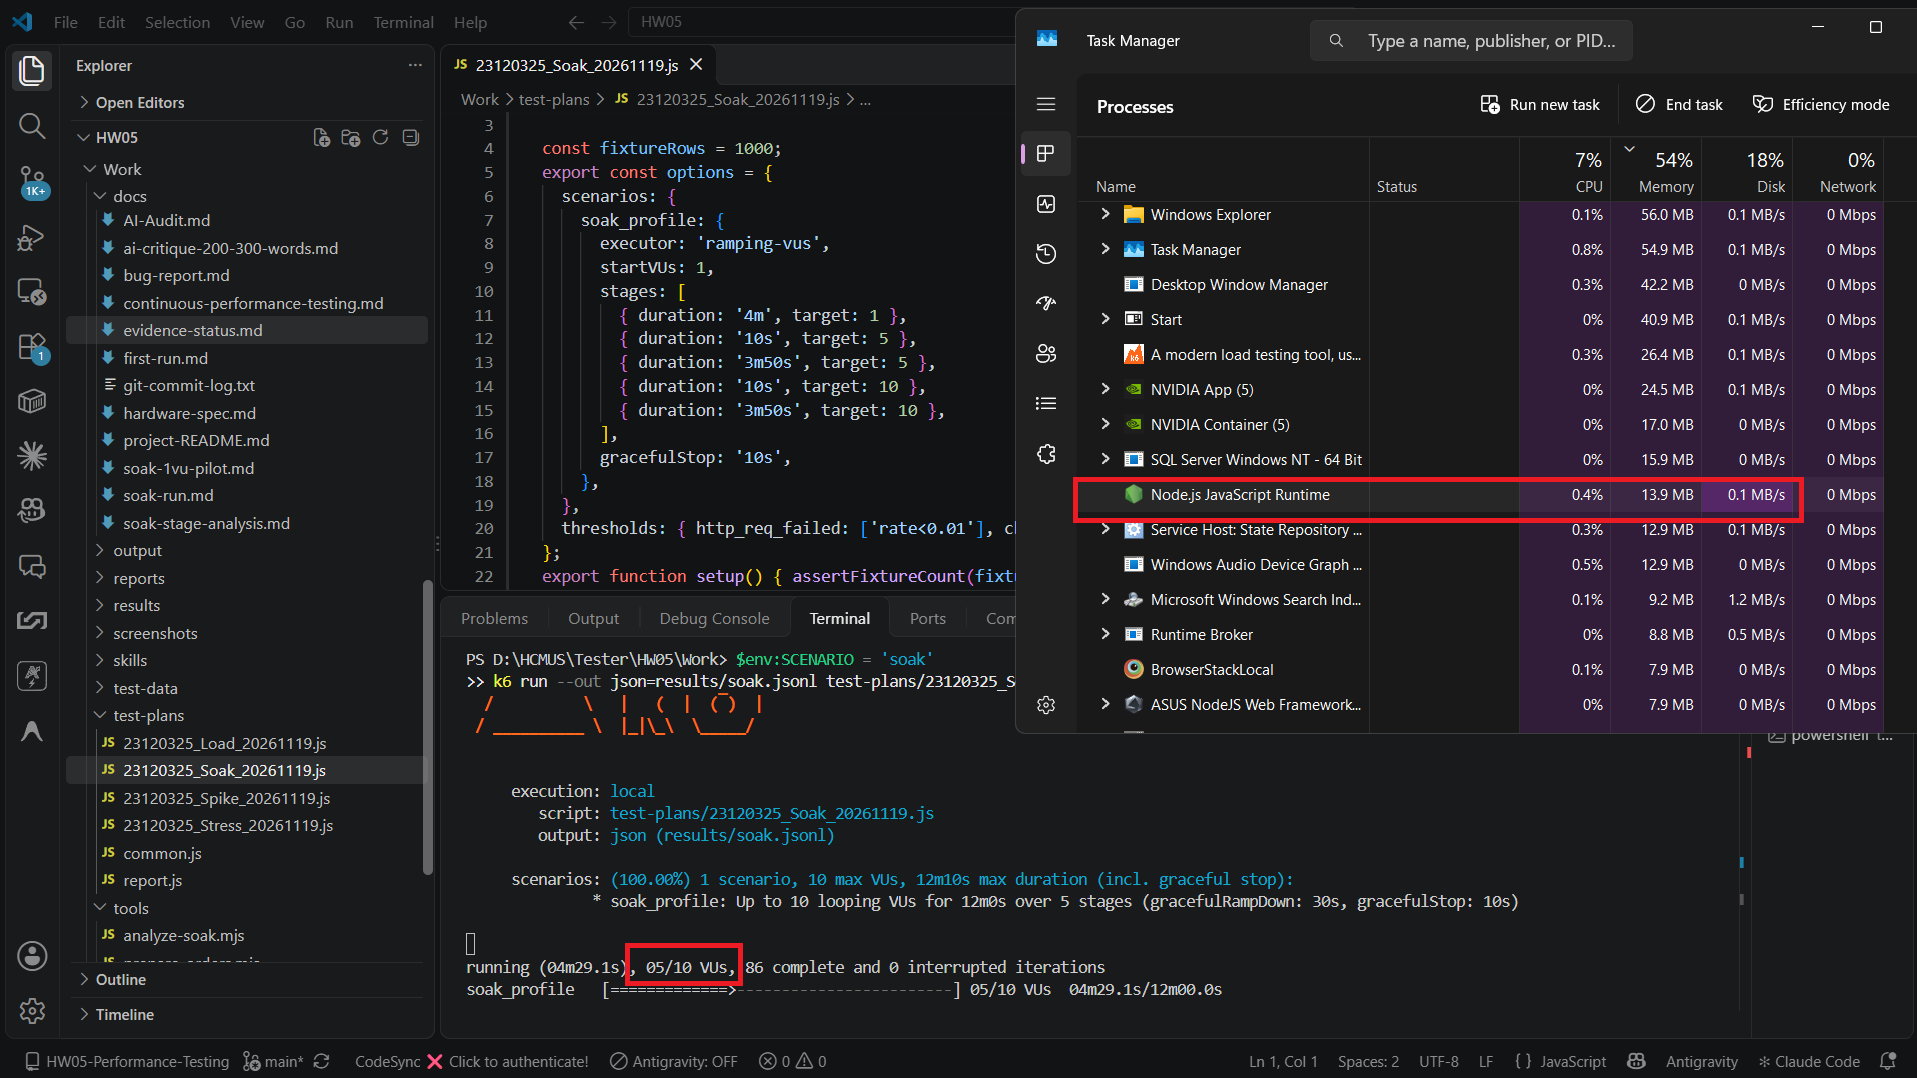 File Edit Selection View Go Run Terminal Help
HW05
Explorer
Open Editors
HW05
Work
docs
AI-Audit.md
ai-critique-200-300-words.md
bug-report.md
continuous-performance-testing.md
evidence-status.md
first-run.md
git-commit-log.txt
hardware-spec.md
project-README.md
soak-1vu-pilot.md
soak-run.md
soak-stage-analysis.md
output
reports
results
screenshots
skills
test-data
test-plans
JS 23120325_Load_20261119.js
JS 23120325_Soak_20261119.js
JS 23120325_Spike_20261119.js
JS 23120325_Stress_20261119.js
JS common.js
JS report.js
tools
JS analyze-soak.mjs
Outline
Timeline
1K+
1
JS 23120325_Soak_20261119.js
Work > test-plans > JS 23120325_Soak_20261119.js > ...
3
4 const fixtureRows = 1000;
5 export const options = {
6 scenarios: {
7 soak_profile: {
8 executor: 'ramping-vus',
9 startVUs: 1,
10 stages: [
11 { duration: '4m', target: 1 },
12 { duration: '10s', target: 5 },
13 { duration: '3m50s', target: 5 },
14 { duration: '10s', target: 10 },
15 { duration: '3m50s', target: 10 },
16 ],
17 gracefulStop: '10s',
18 },
19 },
20 thresholds: { http_req_failed: ['rate<0.01'], c
21 };
22 export function setup() { assertFixtureCount(fixtu
Problems Output Debug Console Terminal Ports Com
PS D:\HCMUS\Tester\HW05\Work> $env:SCENARIO = 'soak'
>> k6 run --out json=results/soak.jsonl test-plans/23120325_S
execution: local
script: test-plans/23120325_Soak_20261119.js
output: json (results/soak.jsonl)
scenarios: (100.00%) 1 scenario, 10 max VUs, 12m10s max duration (incl. graceful stop):
* soak_profile: Up to 10 looping VUs for 12m0s over 5 stages (gracefulRampDown: 30s, gracefulStop: 10s)
running (04m29.1s), 05/10 VUs, 86 complete and 0 interrupted iterations
soak_profile [=============>------------------------] 05/10 VUs 04m29.1s/12m00.0s
powershell t...
Task Manager
Type a name, publisher, or PID...
Processes
Run new task End task Efficiency mode
7% 54% 18% 0%
Name Status CPU Memory Disk Network
Windows Explorer 0.1% 56.0 MB 0.1 MB/s 0 Mbps
Task Manager 0.8% 54.9 MB 0.1 MB/s 0 Mbps
Desktop Window Manager 0.3% 42.2 MB 0 MB/s 0 Mbps
Start 0% 40.9 MB 0.1 MB/s 0 Mbps
A modern load testing tool, us... 0.3% 26.4 MB 0.1 MB/s 0 Mbps
NVIDIA App (5) 0% 24.5 MB 0.1 MB/s 0 Mbps
NVIDIA Container (5) 0% 17.0 MB 0 MB/s 0 Mbps
SQL Server Windows NT - 64 Bit 0% 15.9 MB 0 MB/s 0 Mbps
Node.js JavaScript Runtime 0.4% 13.9 MB 0.1 MB/s 0 Mbps
Service Host: State Repository ... 0.3% 12.9 MB 0.1 MB/s 0 Mbps
Windows Audio Device Graph ... 0.5% 12.9 MB 0 MB/s 0 Mbps
Microsoft Windows Search Ind... 0.1% 9.2 MB 1.2 MB/s 0 Mbps
Runtime Broker 0% 8.8 MB 0.5 MB/s 0 Mbps
BrowserStackLocal 0.1% 7.9 MB 0 MB/s 0 Mbps
ASUS NodeJS Web Framework... 0% 7.9 MB 0 MB/s 0 Mbps
HW05-Performance-Testing main* CodeSync Click to authenticate! Antigravity: OFF 0 0 Ln 1, Col 1 Spaces: 2 UTF-8 LF JavaScript Antigravity Claude Code